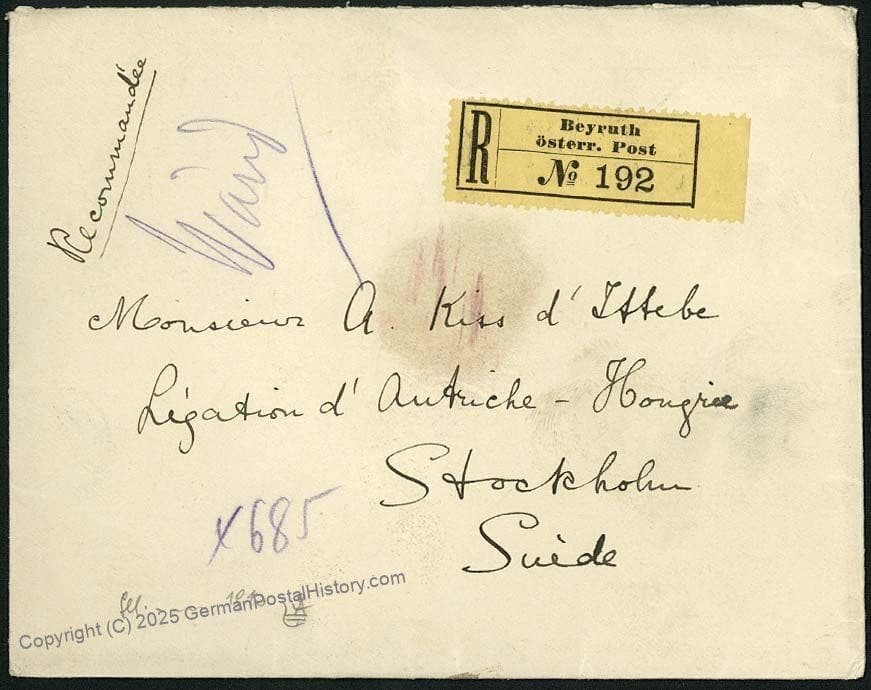 Recommandée
R
Beyruth
österr. Post
№ 192
Monsieur A. Kiss d'Ittebe
Légation d'Autriche-Hongrie
Stockholm
Suède
x685
Copyright (C) 2025 GermanPostalHistory.com